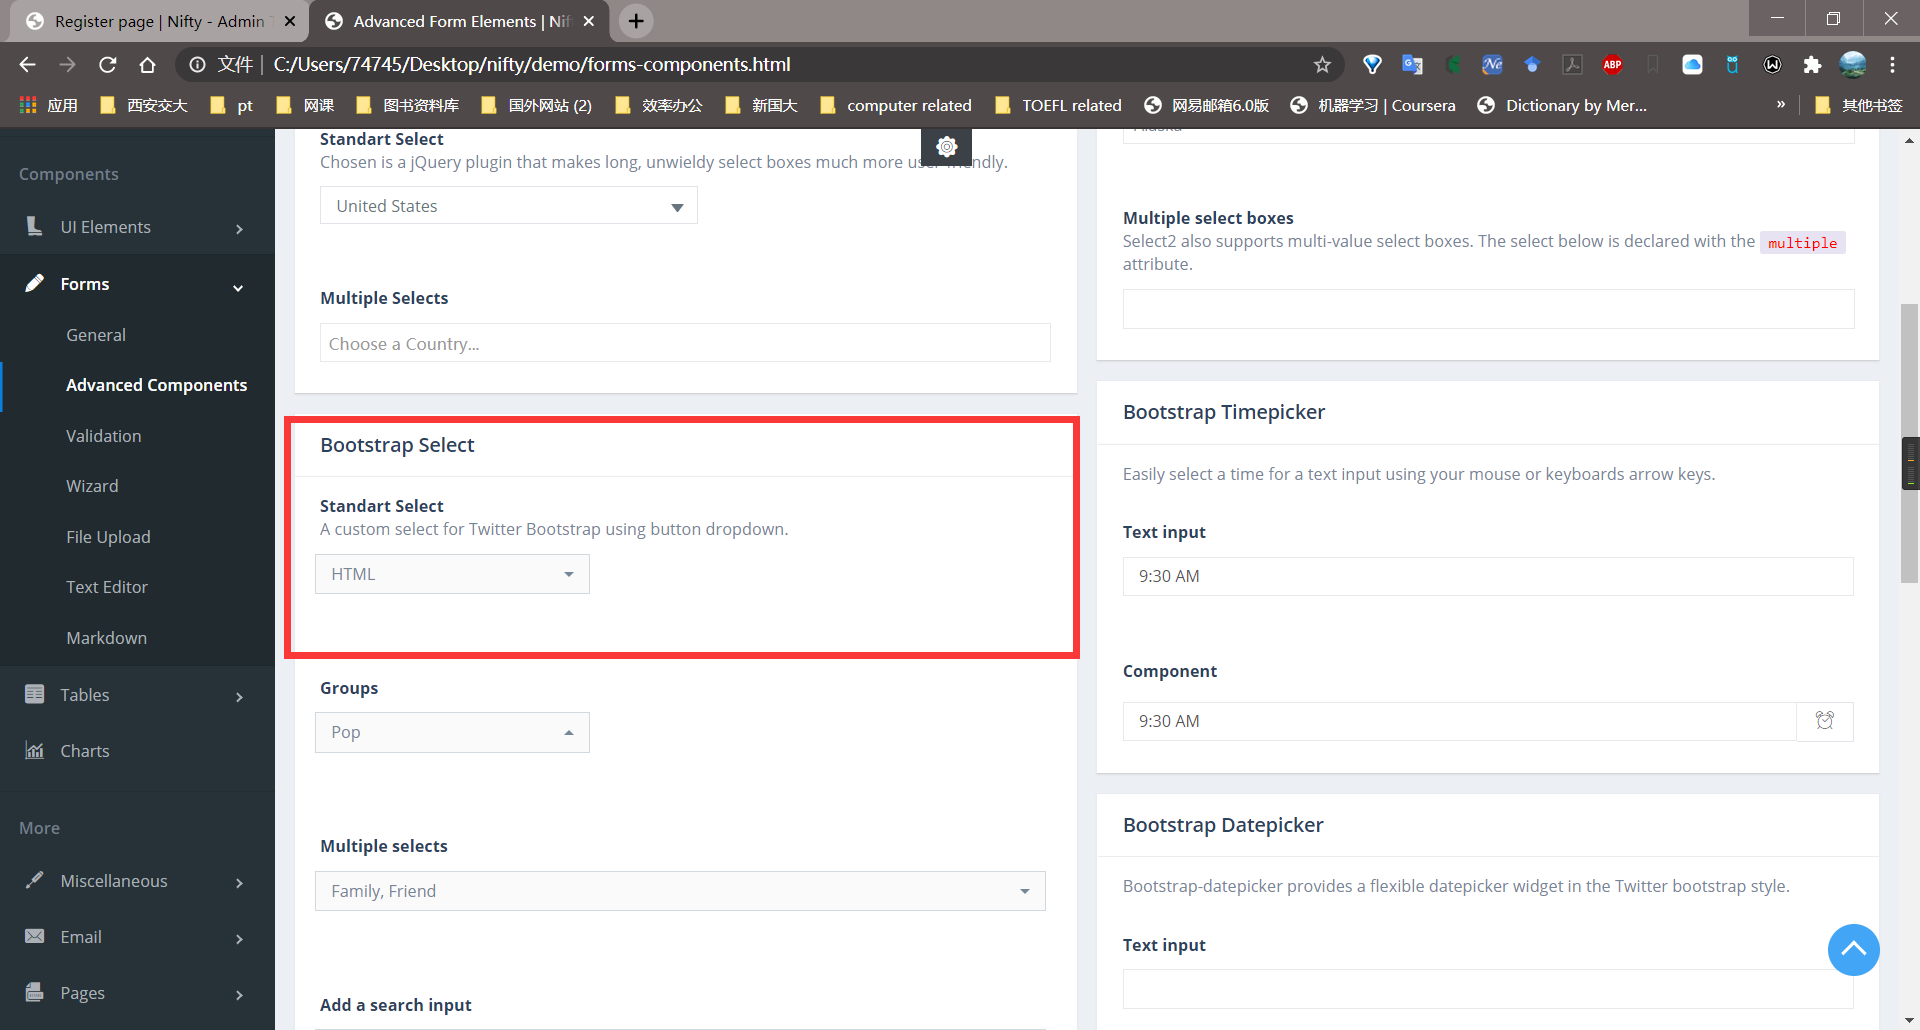 Register page | Nifty - Admin
Advanced Form Elements | Nif
文件 | C:/Users/74745/Desktop/nifty/demo/forms-components.html
应用
西安交大
pt
网课
图书资料库
国外网站 (2)
效率办公
新国大
computer related
TOEFL related
网易邮箱6.0版
机器学习 | Coursera
Dictionary by Mer...
»
其他书签
ABP
Components
UI Elements
Forms
General
Advanced Components
Validation
Wizard
File Upload
Text Editor
Markdown
Tables
Charts
More
Miscellaneous
Email
Pages
Standart Select
Chosen is a jQuery plugin that makes long, unwieldy select boxes much more user friendly.
United States
Multiple Selects
Choose a Country...
Bootstrap Select
Standart Select
A custom select for Twitter Bootstrap using button dropdown.
HTML
Groups
Pop
Multiple selects
Family, Friend
Add a search input
Alaska
Multiple select boxes
Select2 also supports multi-value select boxes. The select below is declared with the multiple
attribute.
Bootstrap Timepicker
Easily select a time for a text input using your mouse or keyboards arrow keys.
Text input
9:30 AM
Component
9:30 AM
Bootstrap Datepicker
Bootstrap-datepicker provides a flexible datepicker widget in the Twitter bootstrap style.
Text input